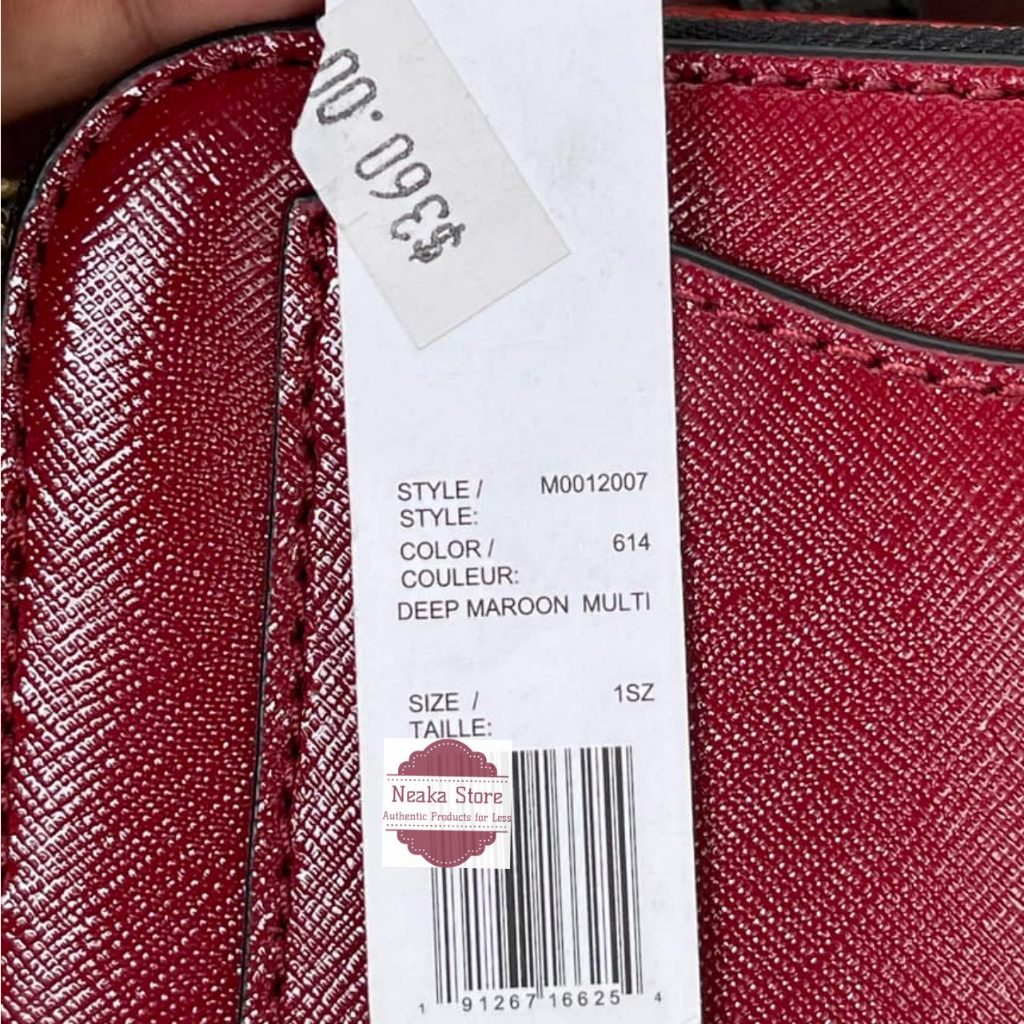 $360.00
STYLE / M0012007
STYLE:
COLOR / 614
COULEUR:
DEEP MAROON MULTI
SIZE / 1SZ
TAILLE:
Neaka Store
Authentic Products for Less
1 91267 16625 4